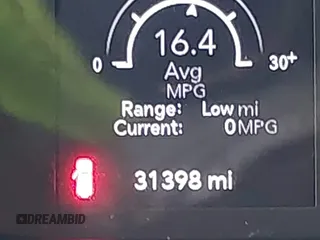 16.4
0 30+
Avg
MPG
Range: Low mi
Current: 0 MPG
31398 mi
DREAMBID